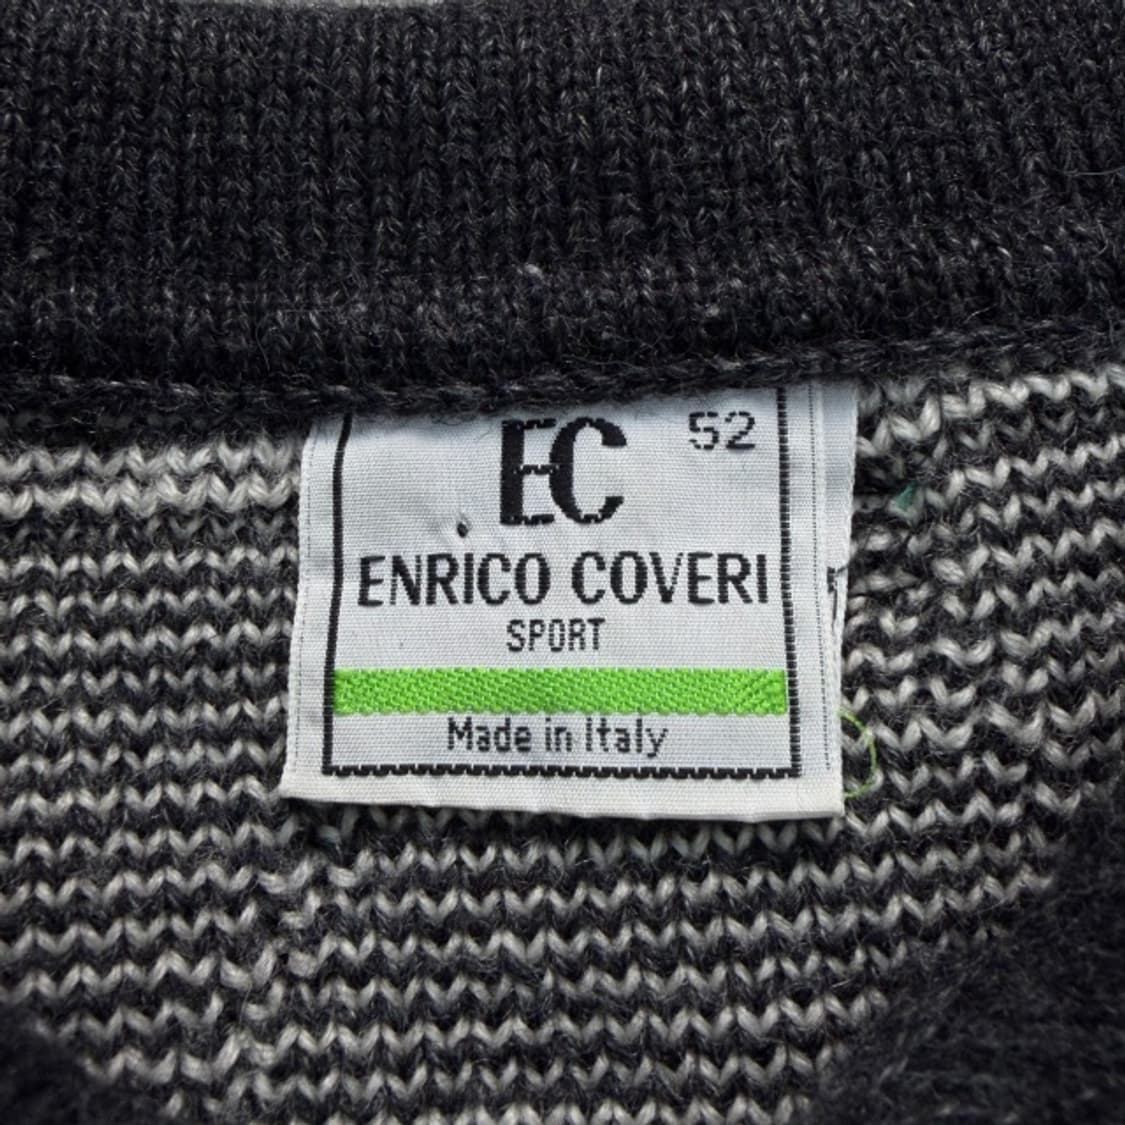 EC 52
ENRICO COVERI
SPORT
Made in Italy